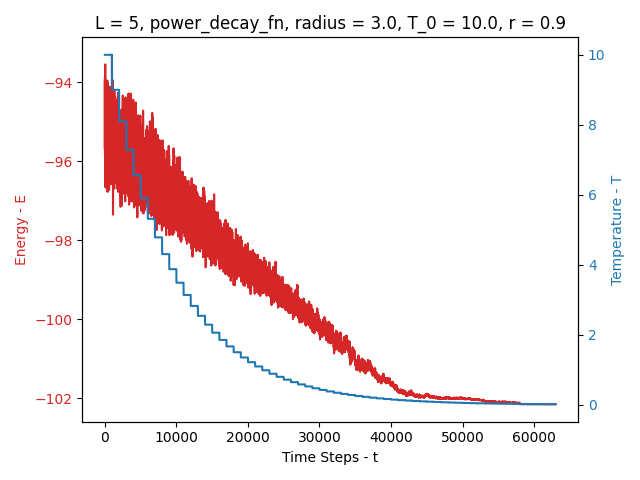 L = 5, power_decay_fn, radius = 3.0, T_0 = 10.0, r = 0.9
−94
−96
−98
−100
−102
Energy - E
10
8
6
4
2
0
Temperature - T
0 10000 20000 30000 40000 50000 60000
Time Steps - t